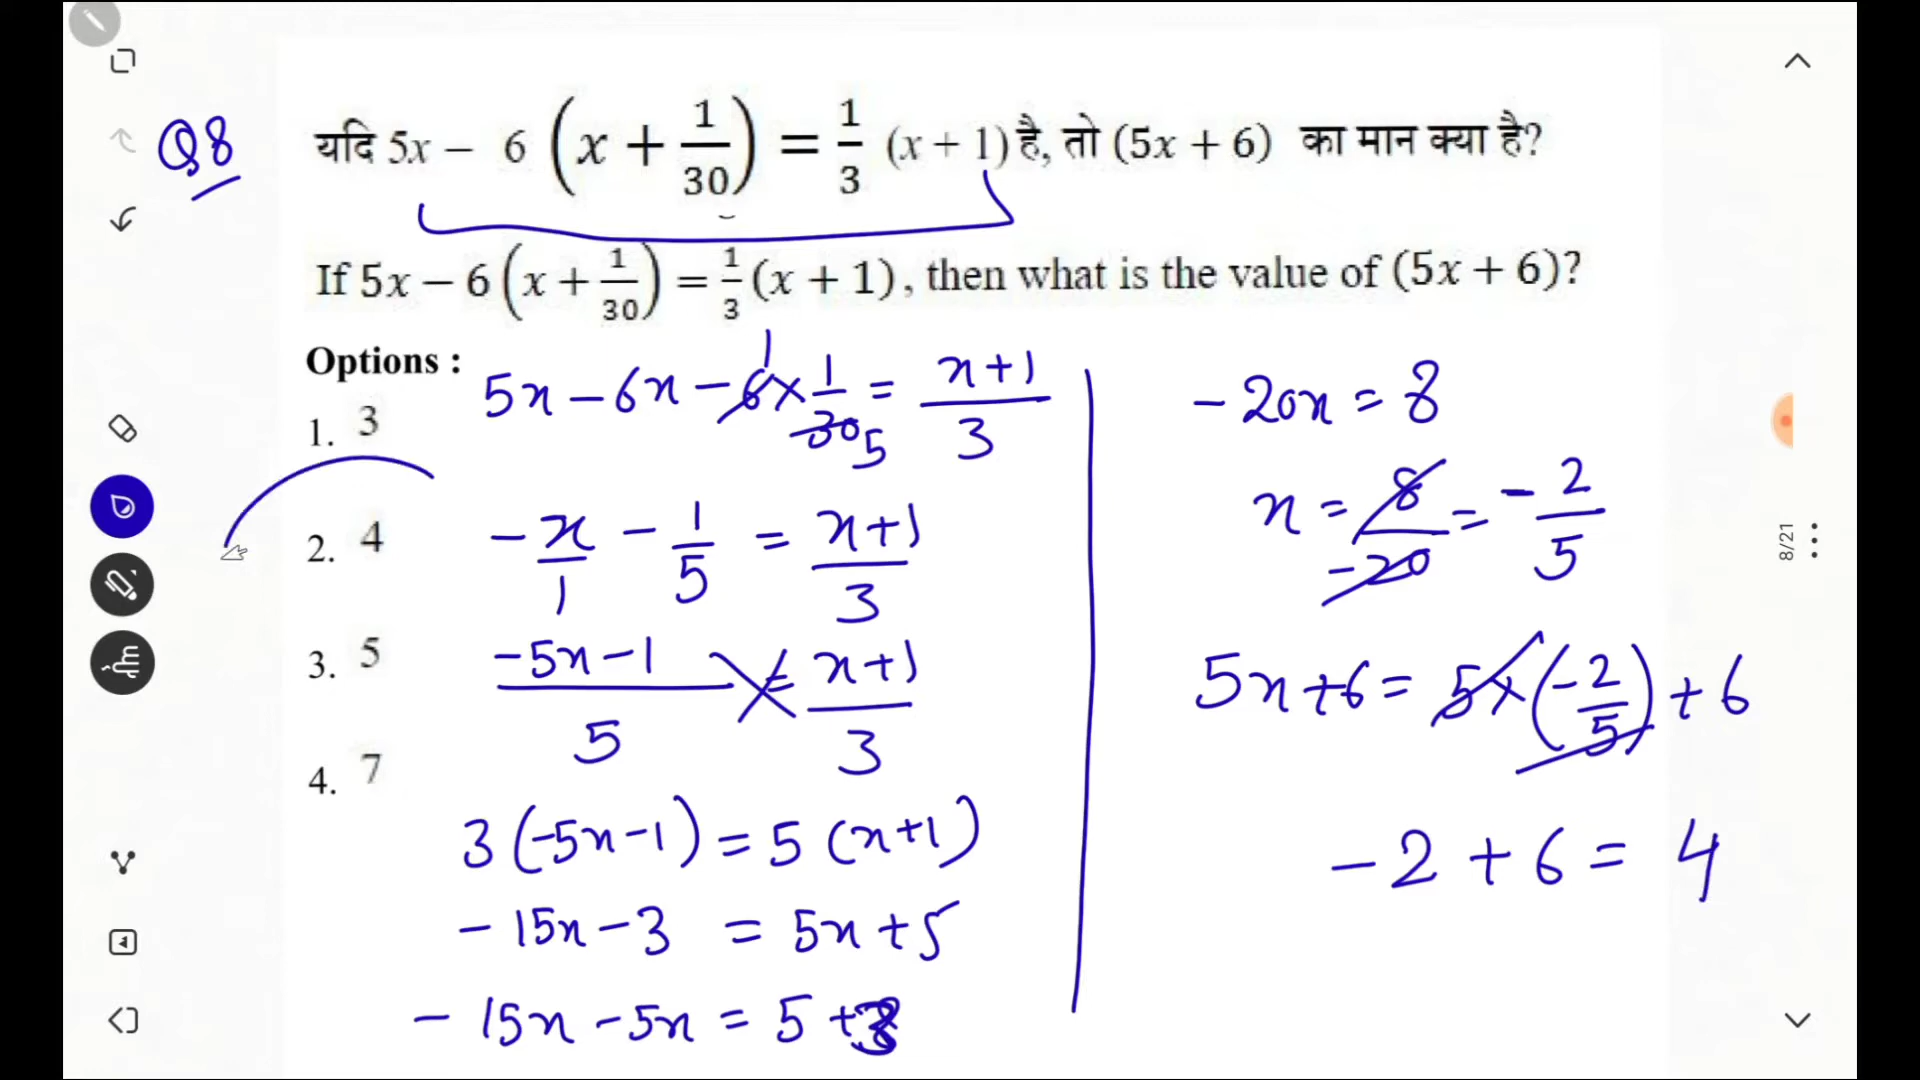 Q8
यदि 5x − 6 (x + 1/30) = 1/3 (x + 1) है, तो (5x + 6) का मान क्या है?
If 5x − 6 (x + 1/30) = 1/3 (x + 1), then what is the value of (5x + 6)?
Options :
1. 3
2. 4
3. 5
4. 7
5x − 6x − 6 1 × 1/30 5 = x+1/3
−x/1 − 1/5 = x+1/3
−5x−1/5 = x+1/3
3 (−5x−1) = 5 (x+1)
− 15x − 3 = 5x + 5
− 15x − 5x = 5 + 3
− 20x = 8
x = 8/−20 = −2/5
5x + 6 = 5 × (−2/5) + 6
− 2 + 6 = 4
8/21